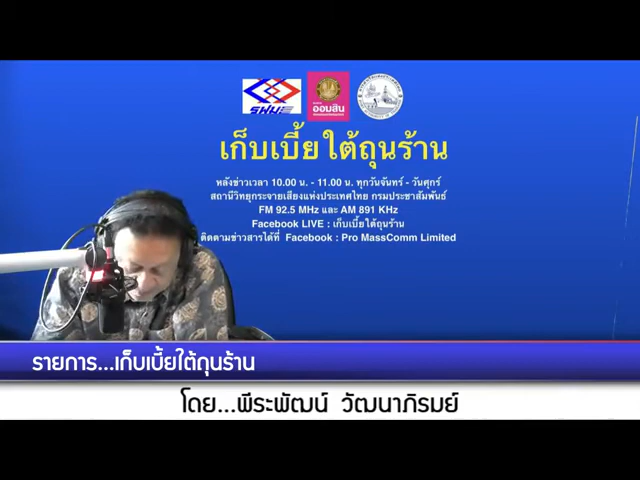 รฟม
ออมสิน
เก็บเบี้ยใต้ถุนร้าน
หลังข่าวเวลา 10.00 น. - 11.00 น. ทุกวันจันทร์ - วันศุกร์
สถานีวิทยุกระจายเสียงแห่งประเทศไทย กรมประชาสัมพันธ์
FM 92.5 MHz และ AM 891 KHz
Facebook LIVE : เก็บเบี้ยใต้ถุนร้าน
ติดตามข่าวสารได้ที่ Facebook : Pro MassComm Limited
รายการ...เก็บเบี้ยใต้ถุนร้าน
โดย...พีระพัฒน์ วัฒนาภิรมย์